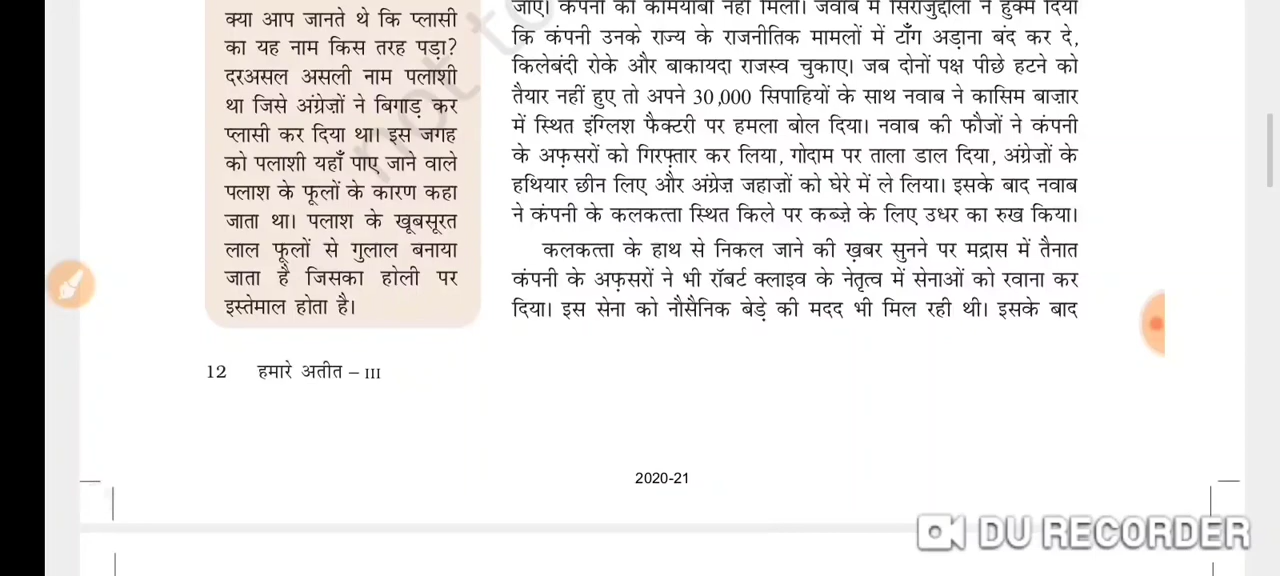 क्या आप जानते थे कि प्लासी
का यह नाम किस तरह पड़ा?
दरअसल असली नाम पलाशी
था जिसे अंग्रेज़ों ने बिगाड़ कर
प्लासी कर दिया था। इस जगह
को पलाशी यहाँ पाए जाने वाले
पलाश के फूलों के कारण कहा
जाता था। पलाश के खूबसूरत
लाल फूलों से गुलाल बनाया
जाता है जिसका होली पर
इस्तेमाल होता है।
जाए। कंपनी को कामयाबी नहीं मिली। जवाब में सिराजुद्दौला ने हुक्म दिया
कि कंपनी उनके राज्य के राजनीतिक मामलों में टाँग अड़ाना बंद कर दे,
किलेबंदी रोके और बाकायदा राजस्व चुकाए। जब दोनों पक्ष पीछे हटने को
तैयार नहीं हुए तो अपने 30,000 सिपाहियों के साथ नवाब ने कासिम बाज़ार
में स्थित इंग्लिश फैक्टरी पर हमला बोल दिया। नवाब की फौजों ने कंपनी
के अफ़सरों को गिरफ़्तार कर लिया, गोदाम पर ताला डाल दिया, अंग्रेज़ों के
हथियार छीन लिए और अंग्रेज़ जहाज़ों को घेरे में ले लिया। इसके बाद नवाब
ने कंपनी के कलकत्ता स्थित किले पर कब्ज़े के लिए उधर का रुख किया।
कलकत्ता के हाथ से निकल जाने की ख़बर सुनने पर मद्रास में तैनात
कंपनी के अफ़सरों ने भी रॉबर्ट क्लाइव के नेतृत्व में सेनाओं को रवाना कर
दिया। इस सेना को नौसैनिक बेड़े की मदद भी मिल रही थी। इसके बाद
12 हमारे अतीत – III
2020-21
not to
DU RECORDER